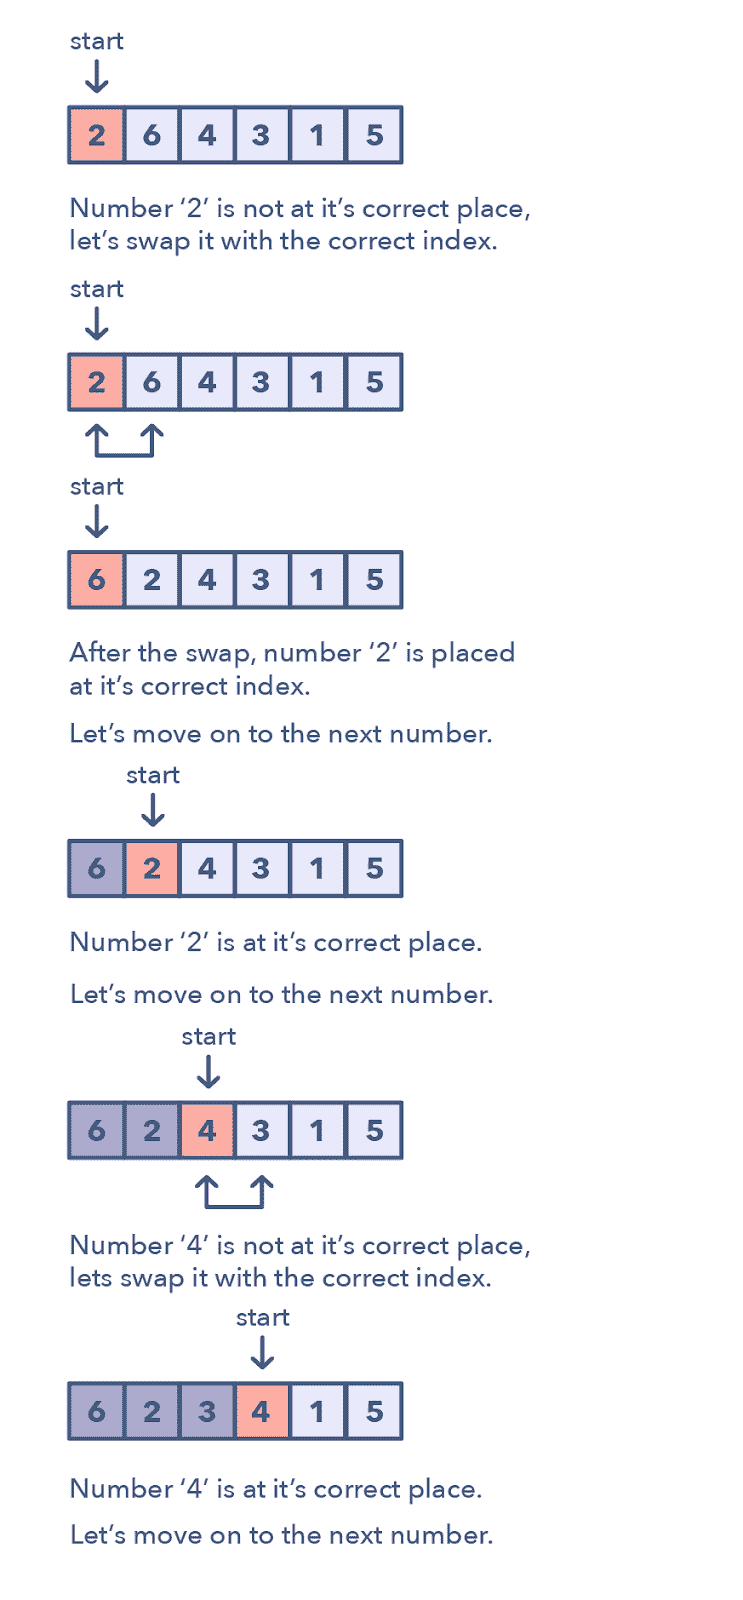 start
2 6 4 3 1 5
Number ‘2’ is not at it’s correct place,
let’s swap it with the correct index.
start
2 6 4 3 1 5
start
6 2 4 3 1 5
After the swap, number ‘2’ is placed
at it’s correct index.
Let’s move on to the next number.
start
6 2 4 3 1 5
Number ‘2’ is at it’s correct place.
Let’s move on to the next number.
start
6 2 4 3 1 5
Number ‘4’ is not at it’s correct place,
lets swap it with the correct index.
start
6 2 3 4 1 5
Number ‘4’ is at it’s correct place.
Let’s move on to the next number.